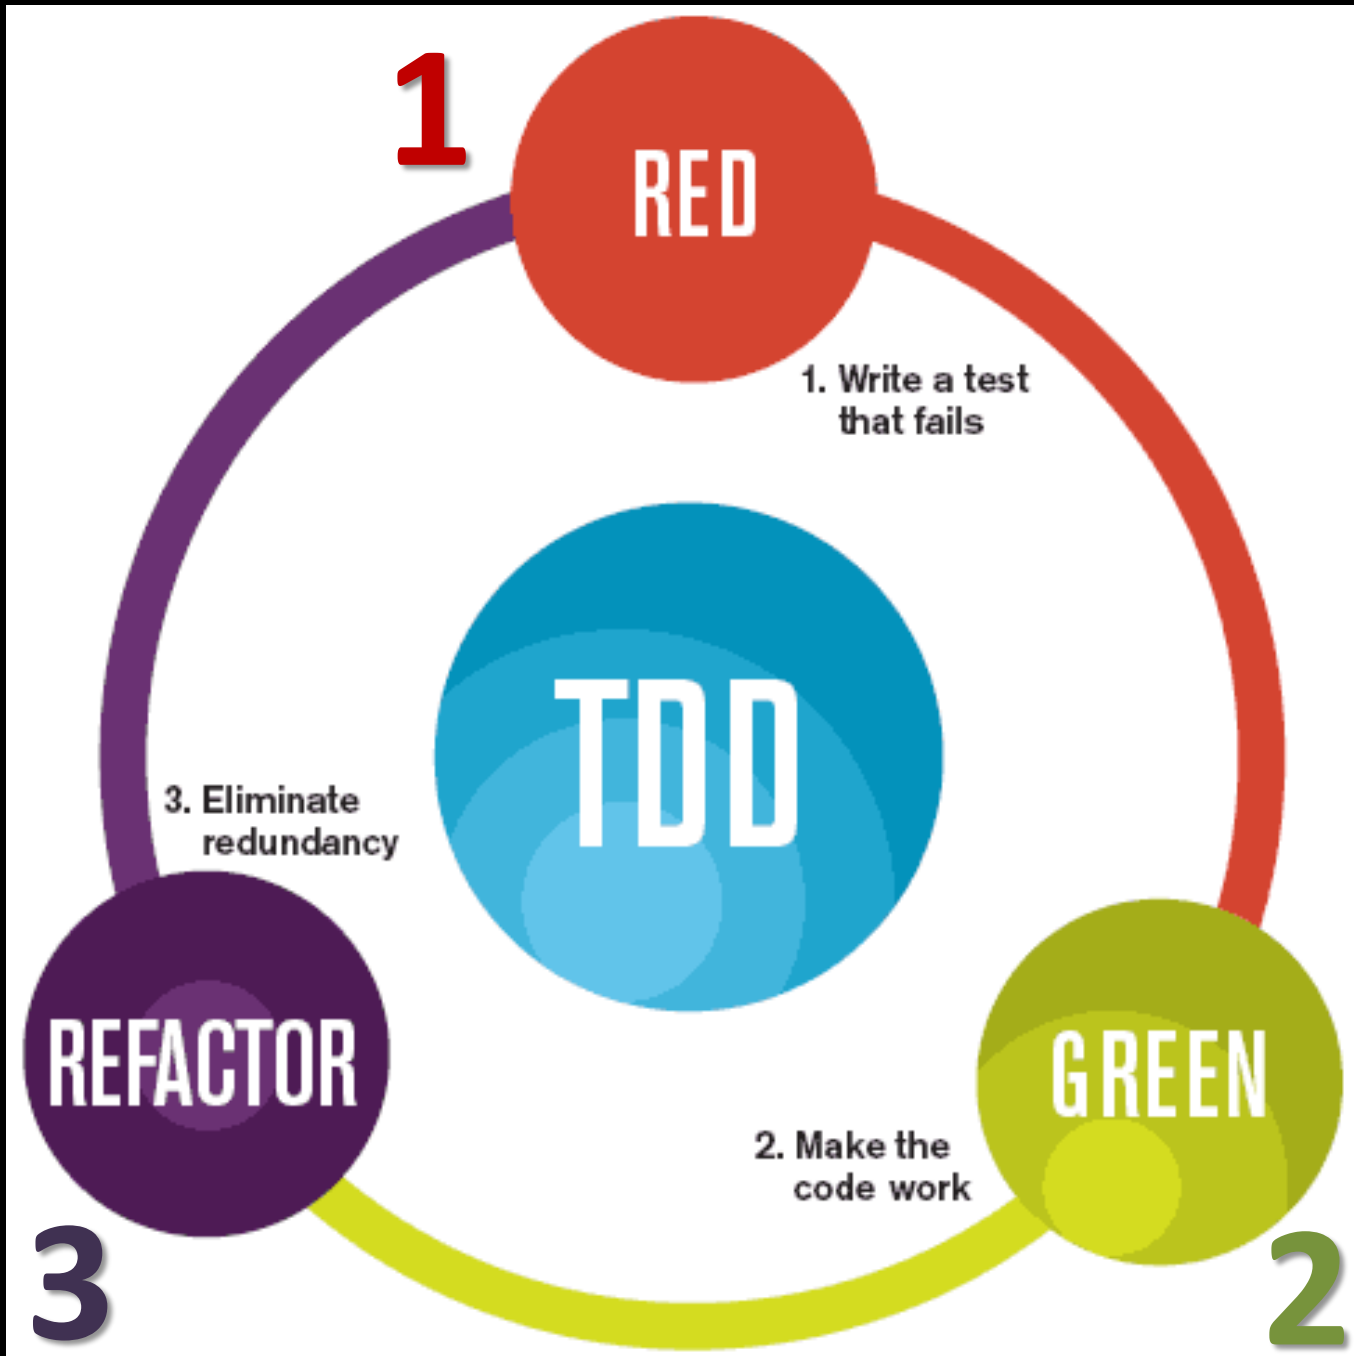 1
RED
1. Write a test
that fails
TDD
3. Eliminate
redundancy
REFACTOR
GREEN
2. Make the
code work
3
2